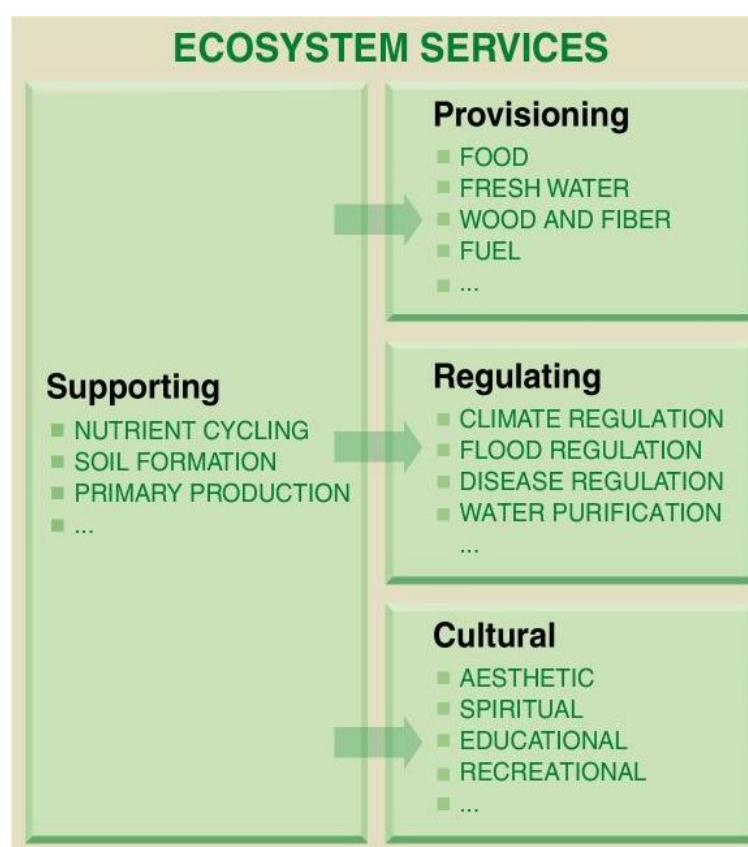 ECOSYSTEM SERVICES
Supporting
NUTRIENT CYCLING
SOIL FORMATION
PRIMARY PRODUCTION
...
Provisioning
FOOD
FRESH WATER
WOOD AND FIBER
FUEL
...
Regulating
CLIMATE REGULATION
FLOOD REGULATION
DISEASE REGULATION
WATER PURIFICATION
...
Cultural
AESTHETIC
SPIRITUAL
EDUCATIONAL
RECREATIONAL
...